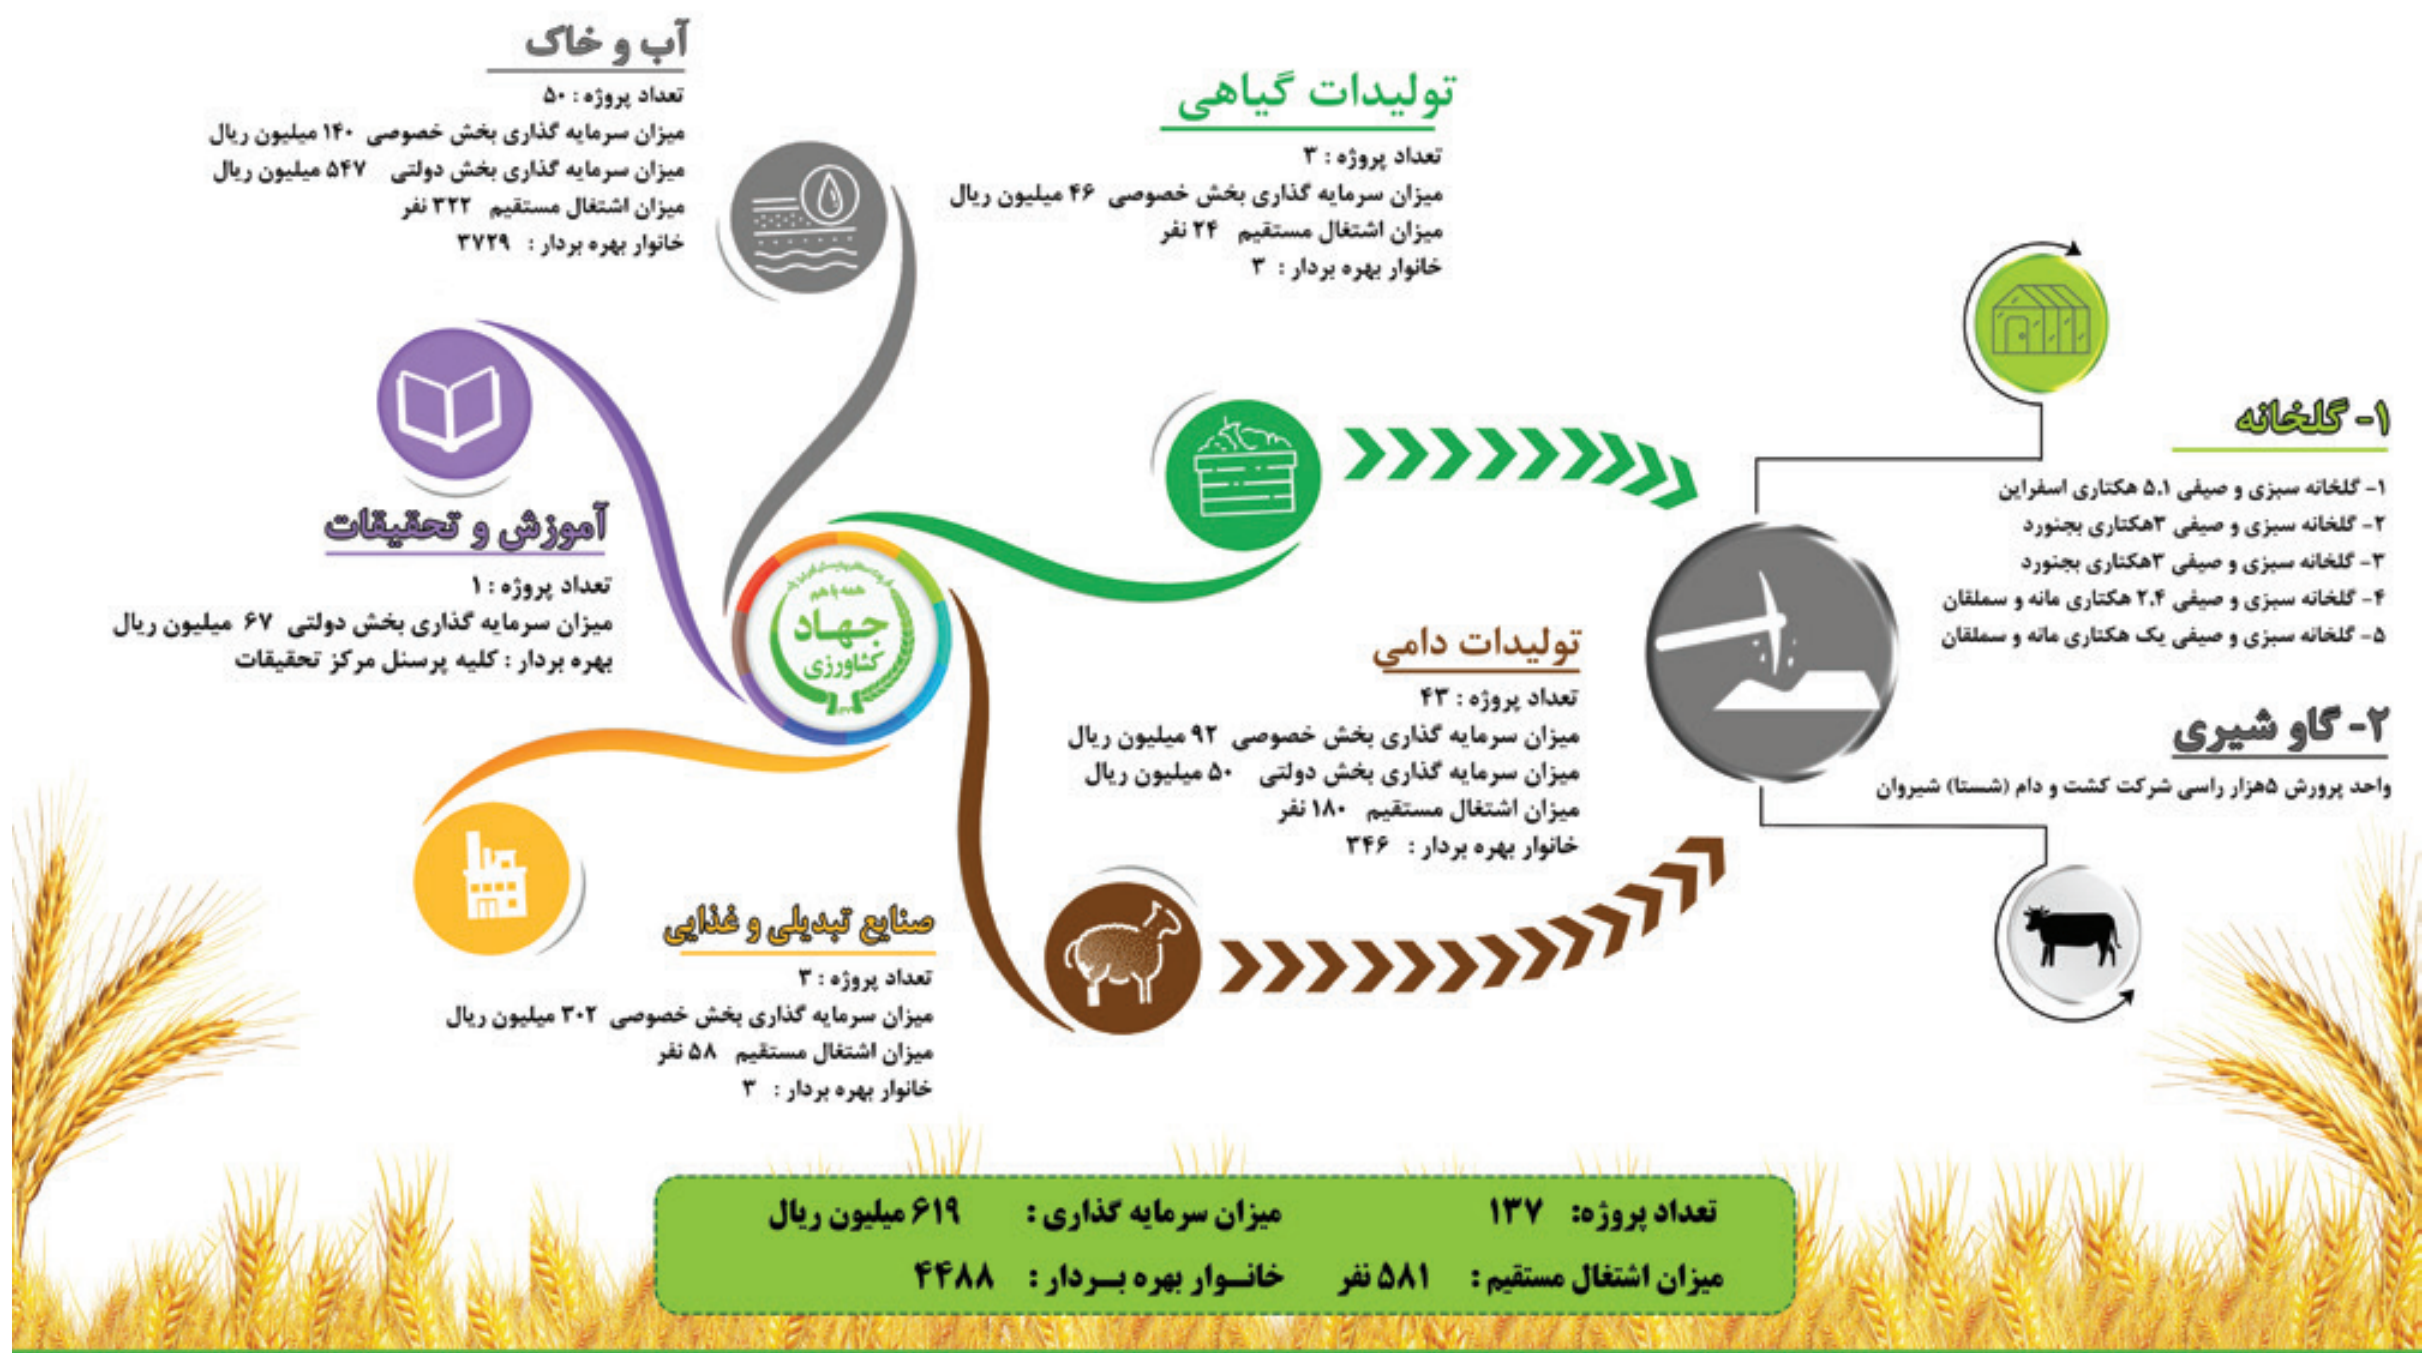 آب و خاک
تعداد پروژه : ۵۰
میزان سرمایه گذاری بخش خصوصی ۱۴۰ میلیون ریال
میزان سرمایه گذاری بخش دولتی ۵۴۷ میلیون ریال
میزان اشتغال مستقیم ۳۲۲ نفر
خانوار بهره بردار : ۳۷۲۹
تولیدات گیاهی
تعداد پروژه : ۳
میزان سرمایه گذاری بخش خصوصی ۴۶ میلیون ریال
میزان اشتغال مستقیم ۲۴ نفر
خانوار بهره بردار : ۳
آموزش و تحقیقات
تعداد پروژه : ۱
میزان سرمایه گذاری بخش دولتی ۶۷ میلیون ریال
بهره بردار : کلیه پرسنل مرکز تحقیقات
همه با هم
جهاد
کشاورزی
تولیدات دامی
تعداد پروژه : ۴۳
میزان سرمایه گذاری بخش خصوصی ۹۲ میلیون ریال
میزان سرمایه گذاری بخش دولتی ۵۰ میلیون ریال
میزان اشتغال مستقیم ۱۸۰ نفر
خانوار بهره بردار : ۳۴۶
صنایع تبدیلی و غذایی
تعداد پروژه : ۳
میزان سرمایه گذاری بخش خصوصی ۳۰۲ میلیون ریال
میزان اشتغال مستقیم ۵۸ نفر
خانوار بهره بردار : ۳
۱- گلخانه
۱- گلخانه سبزی و صیفی ۵.۱ هکتاری اسفراین
۲- گلخانه سبزی و صیفی ۳هکتاری بجنورد
۳- گلخانه سبزی و صیفی ۳هکتاری بجنورد
۴- گلخانه سبزی و صیفی ۲.۴ هکتاری مانه و سملقان
۵- گلخانه سبزی و صیفی یک هکتاری مانه و سملقان
۲- گاو شیری
واحد پرورش ۵هزار راسی شرکت کشت و دام (شستا) شیروان
تعداد پروژه: ۱۳۷ میزان سرمایه گذاری : ۶۱۹ میلیون ریال
میزان اشتغال مستقیم : ۵۸۱ نفر خانـوار بهره بـردار : ۴۴۸۸